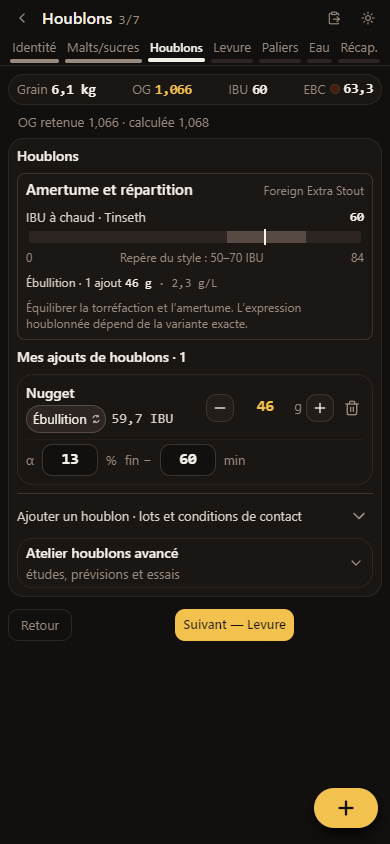 Houblons 3/7
Identité Malts/sucres Houblons Levure Paliers Eau Récap.
Grain 6,1 kg OG 1,066 IBU 60 EBC 63,3
OG retenue 1,066 · calculée 1,068
Houblons
Amertume et répartition Foreign Extra Stout
IBU à chaud · Tinseth 60
0 Repère du style : 50–70 IBU 84
Ébullition · 1 ajout 46 g · 2,3 g/L
Équilibrer la torréfaction et l'amertume. L'expression
houblonnée dépend de la variante exacte.
Mes ajouts de houblons · 1
Nugget
Ébullition 59,7 IBU − 46 g +
α 13 % fin − 60 min
Ajouter un houblon · lots et conditions de contact
Atelier houblons avancé
études, prévisions et essais
Retour Suivant — Levure
+